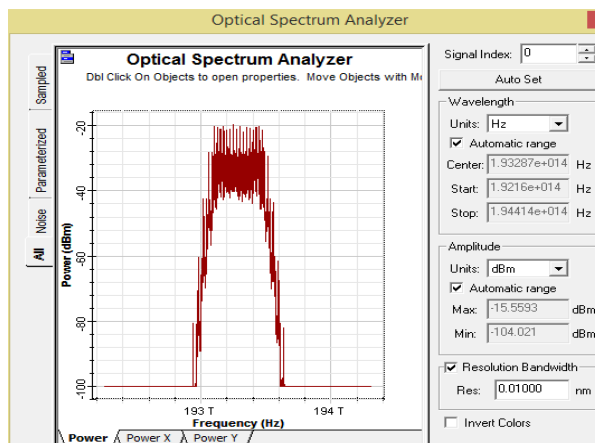 Optical Spectrum Analyzer
Optical Spectrum Analyzer
Dbl Click On Objects to open properties. Move Objects with M
Sampled
Parameterized
Noise
All
Power (dBm)
-20
-40
-60
-80
-100
193 T
194 T
Frequency (Hz)
Power
Power X
Power Y
Signal Index: 0
Auto Set
Wavelength
Units: Hz
Automatic range
Center: 1.93287e+014 Hz
Start: 1.9216e+014 Hz
Stop: 1.94414e+014 Hz
Amplitude
Units: dBm
Automatic range
Max: -15.5593 dBm
Min: -104.021 dBm
Resolution Bandwidth
Res: 0.01000 nm
Invert Colors